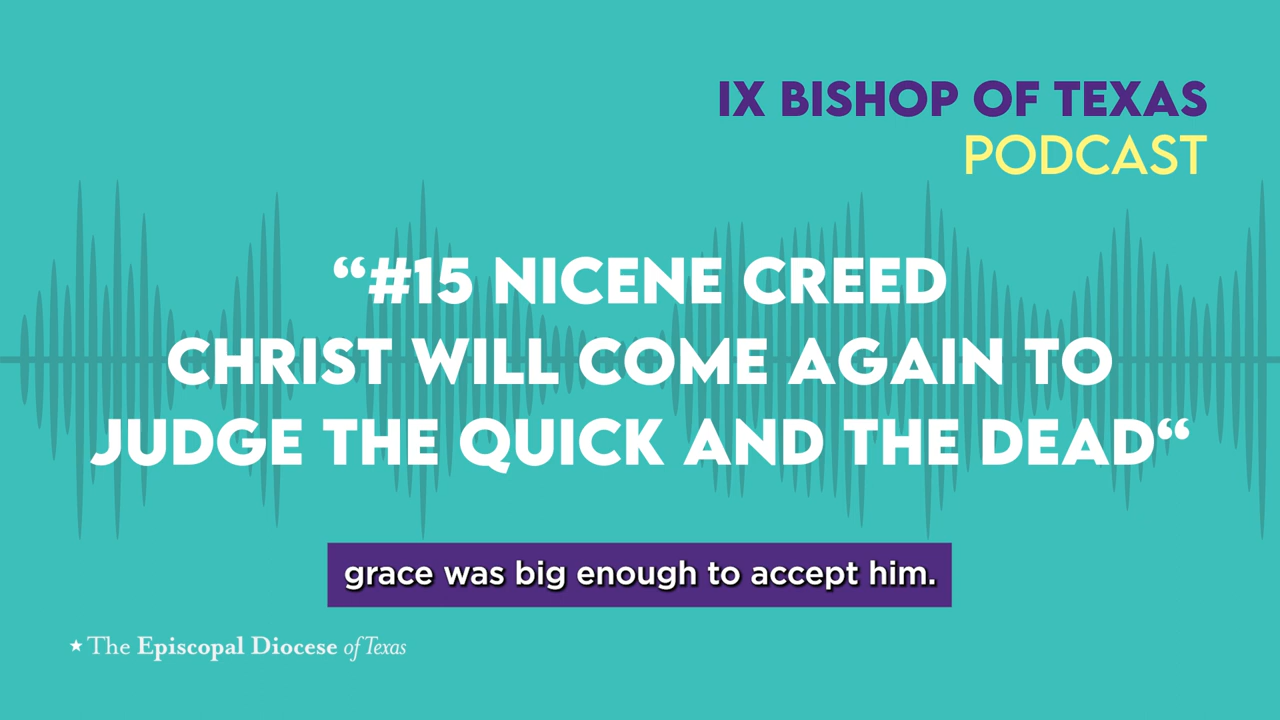 IX BISHOP OF TEXAS
PODCAST
“#15 NICENE CREED
CHRIST WILL COME AGAIN TO
JUDGE THE QUICK AND THE DEAD“
grace was big enough to accept him.
★ The Episcopal Diocese of Texas